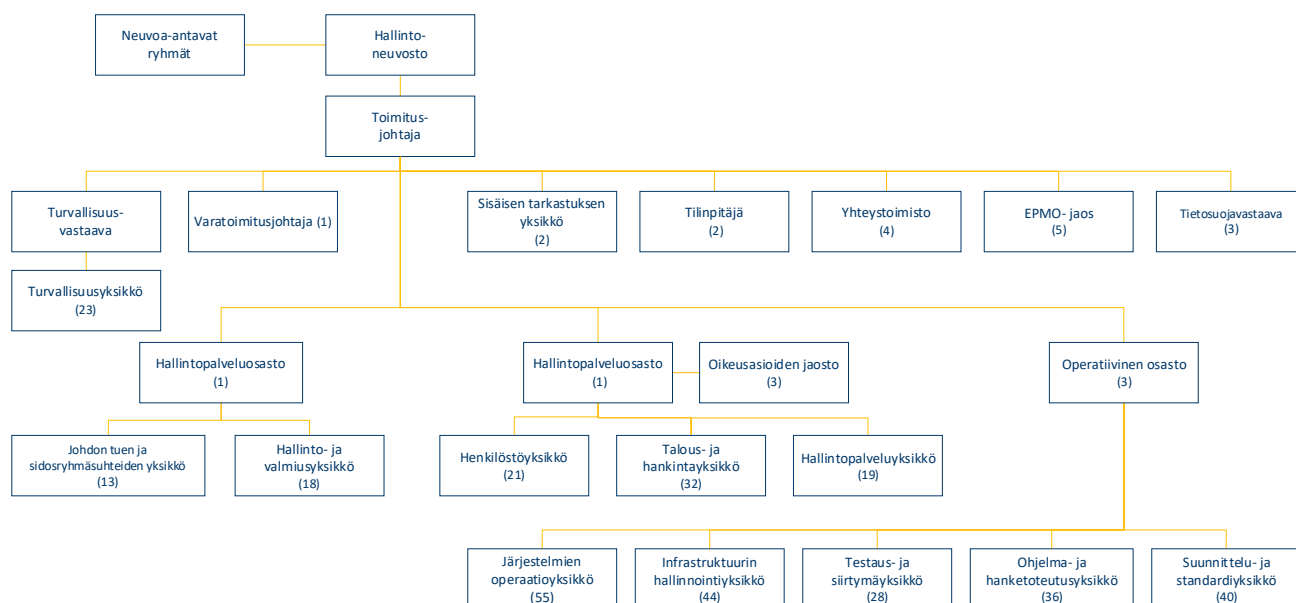 Neuvoa-antavat
ryhmät
Hallinto-
neuvosto
Toimitus-
johtaja
Turvallisuus-
vastaava
Varatoimitusjohtaja (1)
Sisäisen tarkastuksen
yksikkö
(2)
Tilinpitäjä
(2)
Yhteystoimisto
(4)
EPMO- jaos
(5)
Tietosuojavastaava
(3)
Turvallisuusyksikkö
(23)
Hallintopalveluosasto
(1)
Hallintopalveluosasto
(1)
Oikeusasioiden jaosto
(3)
Operatiivinen osasto
(3)
Johdon tuen ja
sidosryhmäsuhteiden yksikkö
(13)
Hallinto- ja
valmiusyksikkö
(18)
Henkilöstöyksikkö
(21)
Talous- ja
hankintayksikkö
(32)
Hallintopalveluyksikkö
(19)
Järjestelmien
operaatioyksikkö
(55)
Infrastruktuurin
hallinnointiyksikkö
(44)
Testaus- ja
siirtymäyksikkö
(28)
Ohjelma- ja
hanketoteutusyksikkö
(36)
Suunnittelu- ja
standardiyksikkö
(40)